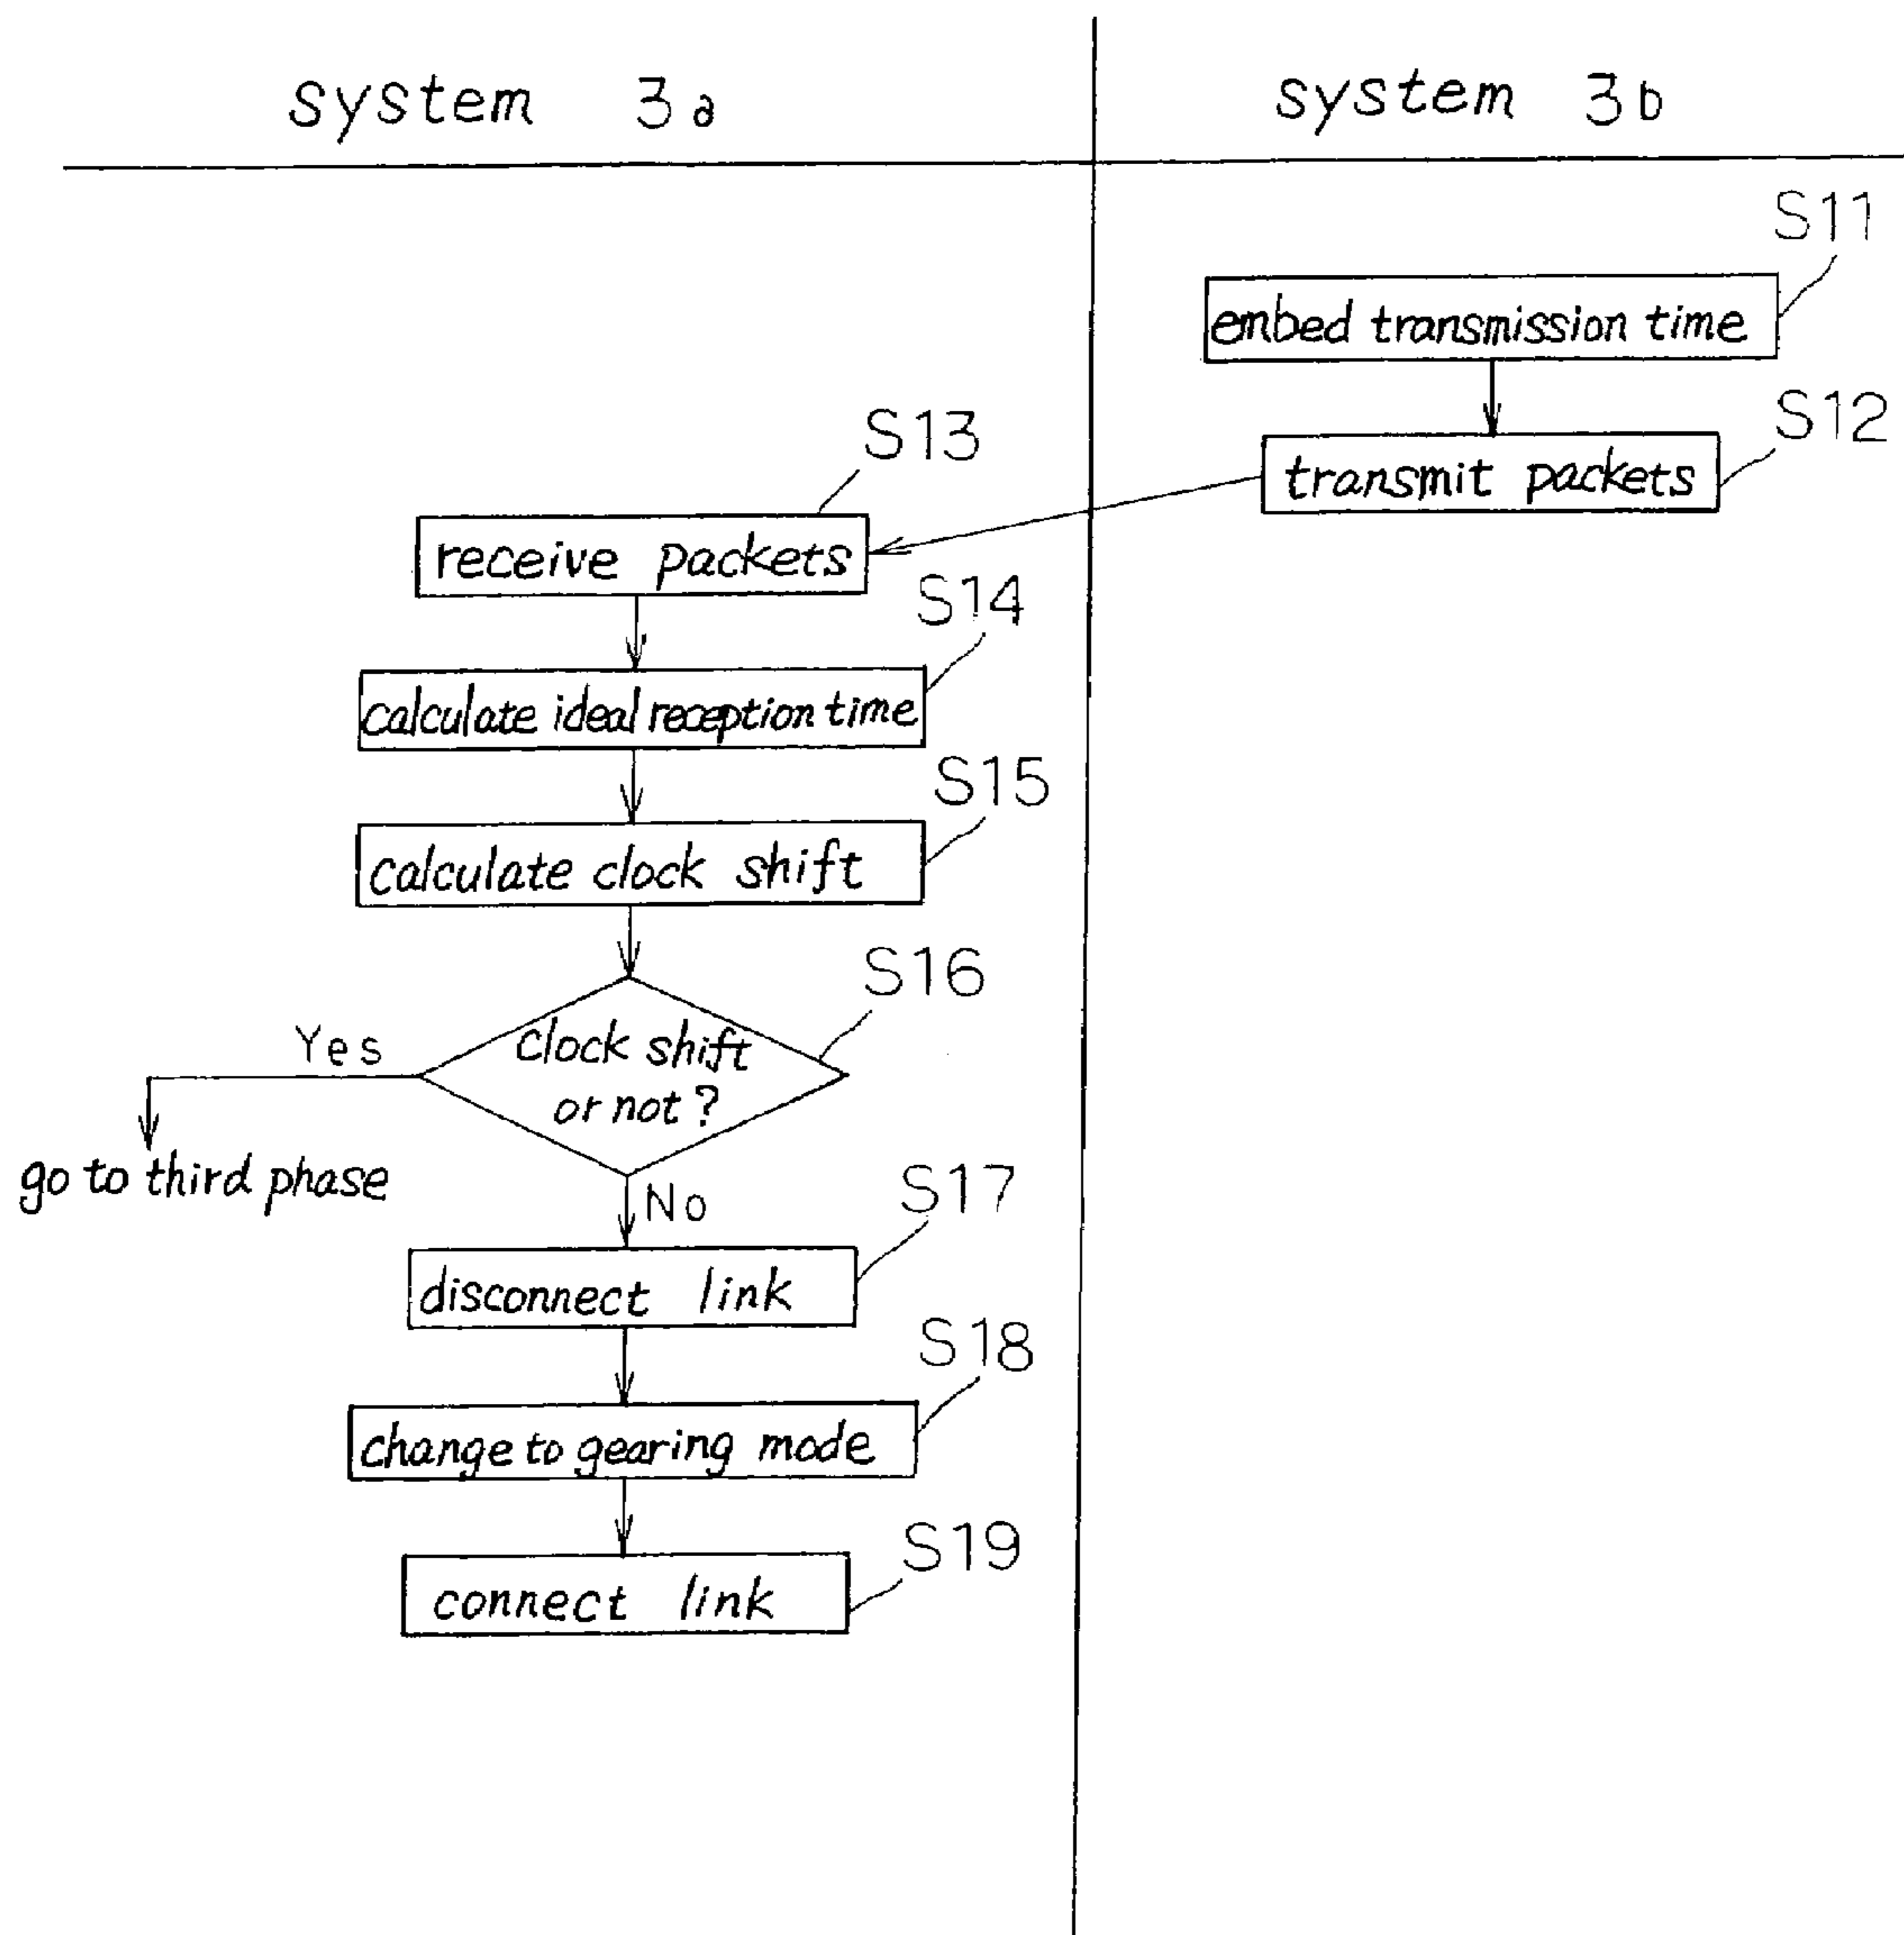 system 3a
system 3b
S11
embed transmission time
S12
transmit packets
S13
receive packets
S14
calculate ideal reception time
S15
calculate clock shift
S16
clock shift
or not?
Yes
go to third phase
No
S17
disconnect link
S18
change to gearing mode
S19
connect link